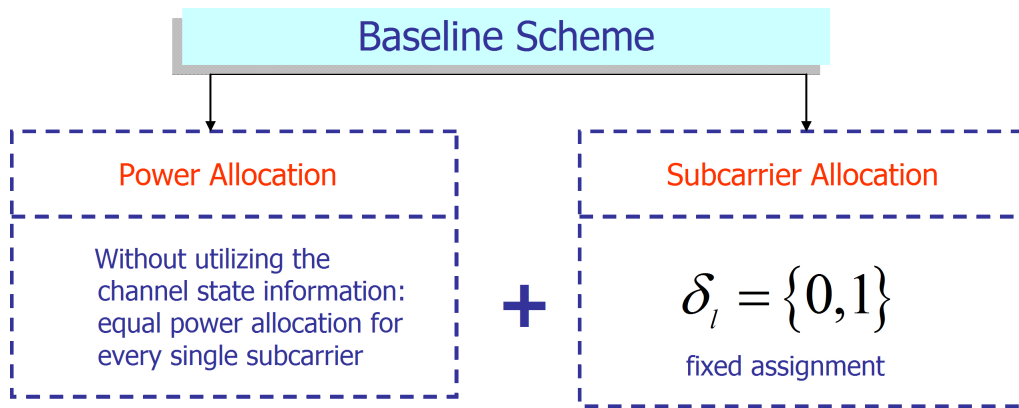 Baseline Scheme
Power Allocation
Without utilizing the
channel state information:
equal power allocation for
every single subcarrier
+
Subcarrier Allocation
δₗ = {0,1}
fixed assignment